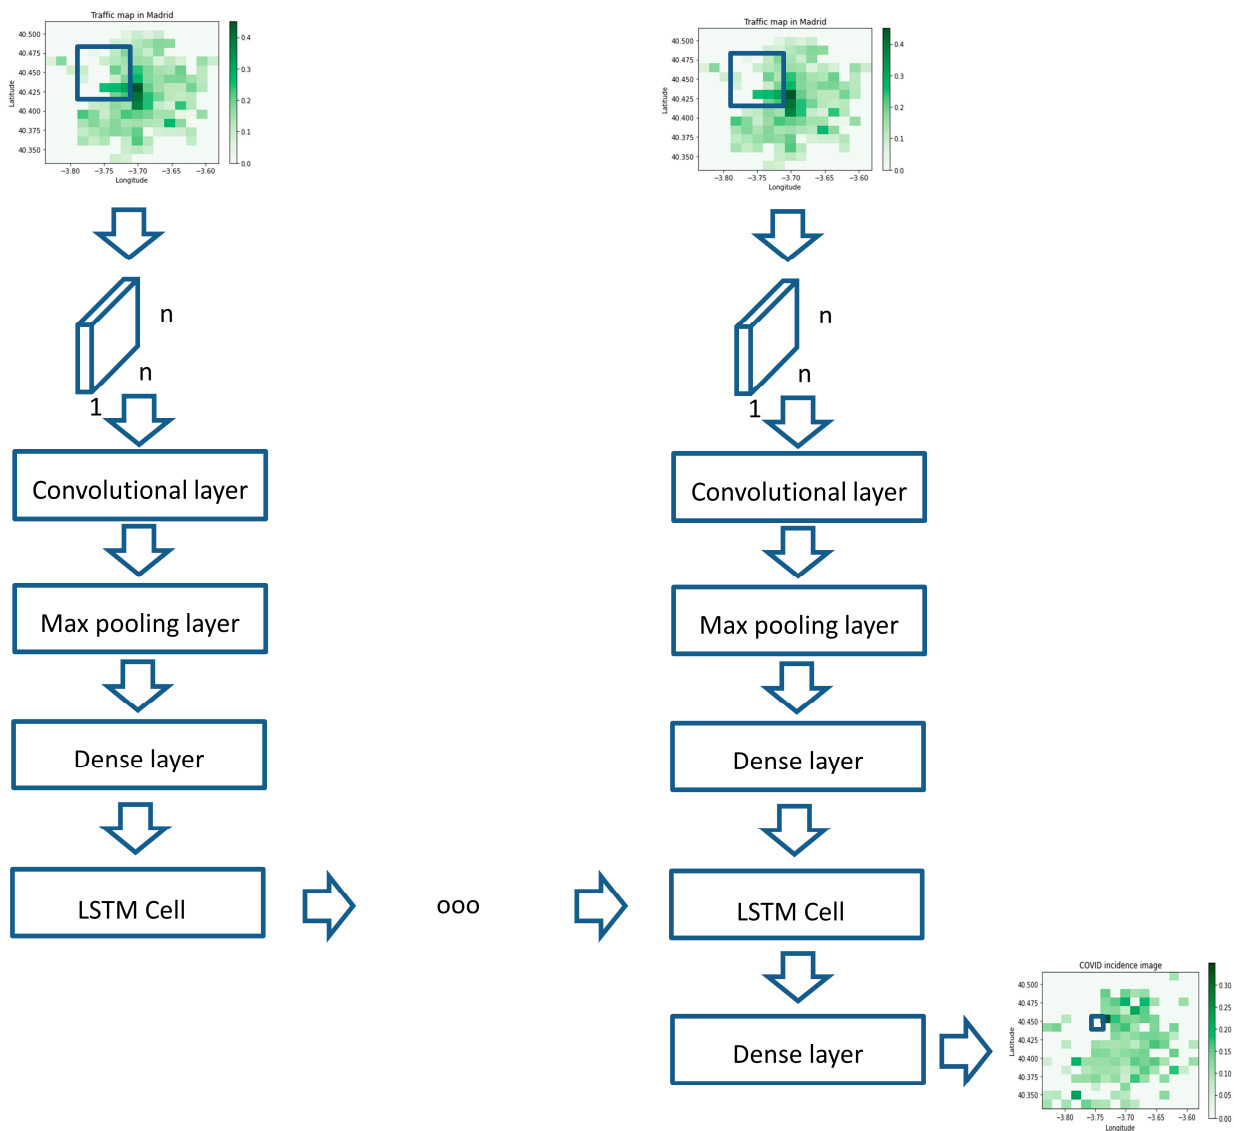 Traffic map in Madrid
40.500
40.475
40.450
40.425
40.400
40.375
40.350
Latitude
−3.80 −3.75 −3.70 −3.65 −3.60
Longitude
0.4
0.3
0.2
0.1
0.0
Traffic map in Madrid
40.500
40.475
40.450
40.425
40.400
40.375
40.350
Latitude
−3.80 −3.75 −3.70 −3.65 −3.60
Longitude
0.4
0.3
0.2
0.1
0.0
n
n
1
n
n
1
Convolutional layer
Convolutional layer
Max pooling layer
Max pooling layer
Dense layer
Dense layer
LSTM Cell
ooo
LSTM Cell
Dense layer
COVID incidence image
40.500
40.475
40.450
40.425
40.400
40.375
40.350
Latitude
−3.80 −3.75 −3.70 −3.65 −3.60
Longitude
0.30
0.25
0.20
0.15
0.10
0.05
0.00